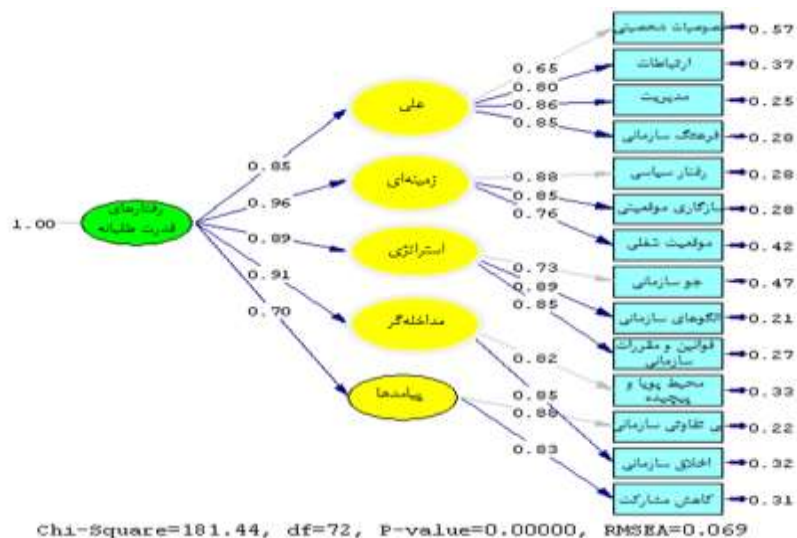 1.00
رفتارهای
قدرت طلبانه
0.85
0.96
0.89
0.91
0.70
علی
زمینه‌ای
استراتژی
مداخله‌گر
پیامدها
0.65
0.80
0.86
0.85
0.88
0.85
0.76
0.73
0.89
0.85
0.82
0.85
0.88
0.83
صوصیات شخصیتی
0.57
ارتباطات
0.37
مدیریت
0.25
فرهنگ سازمانی
0.28
رفتار سیاسی
0.28
سازگاری موقعیتی
0.28
موقعیت شغلی
0.42
جو سازمانی
0.47
الگوهای سازمانی
0.21
قوانین و مقررات
سازمانی
0.27
محیط پویا و
پیچیده
0.33
ی تفاوتی سازمانی
0.22
اخلاق سازمانی
0.32
کاهش مشارکت
0.31
Chi-Square=181.44, df=72, P-value=0.00000, RMSEA=0.069